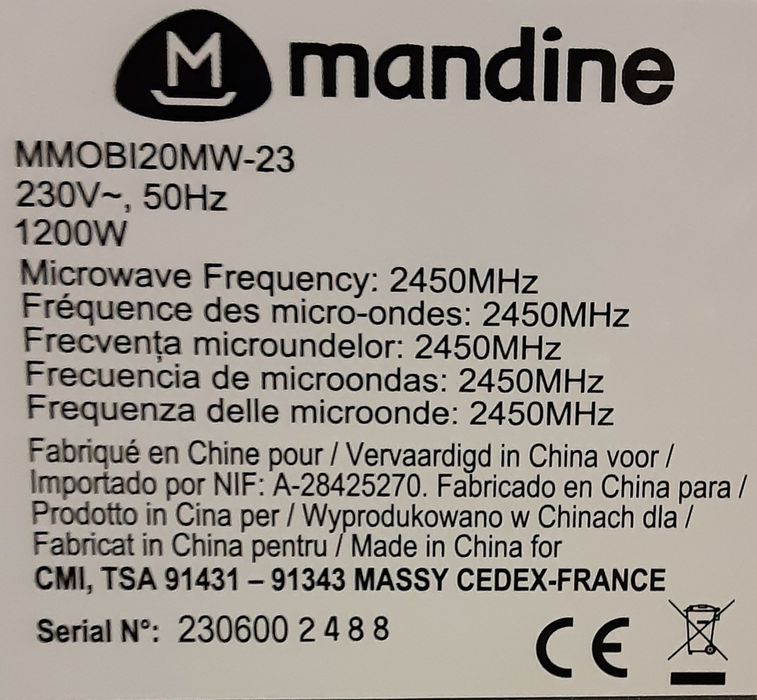 M mandine
MMOBI20MW-23
230V~, 50Hz
1200W
Microwave Frequency: 2450MHz
Fréquence des micro-ondes: 2450MHz
Frecvența microundelor: 2450MHz
Frecuencia de microondas: 2450MHz
Frequenza delle microonde: 2450MHz
Fabriqué en Chine pour / Vervaardigd in China voor /
Importado por NIF: A-28425270. Fabricado en China para /
Prodotto in Cina per / Wyprodukowano w Chinach dla /
Fabricat in China pentru / Made in China for
CMI, TSA 91431 – 91343 MASSY CEDEX-FRANCE
Serial N°: 230600 2 4 8 8
CE